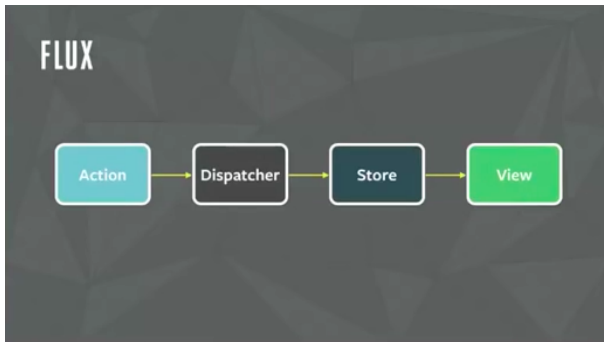 FLUX
Action
Dispatcher
Store
View